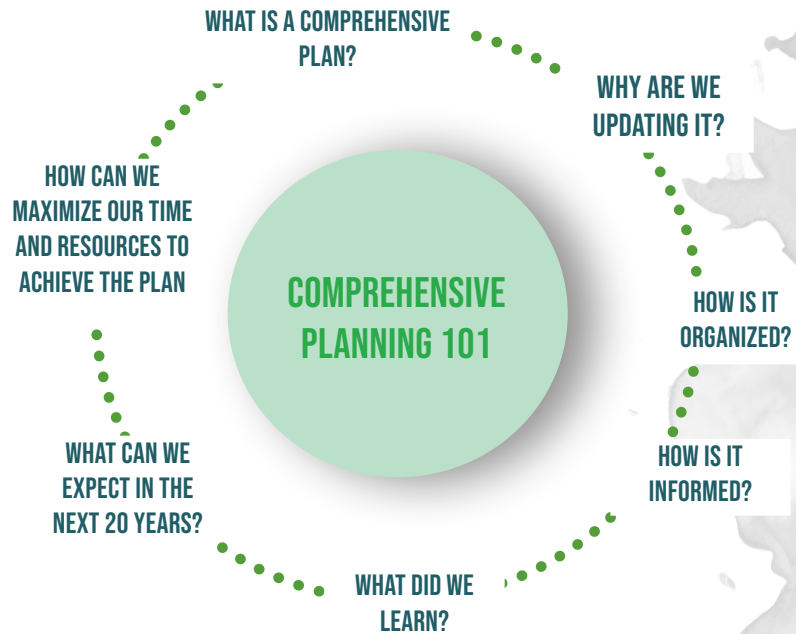 WHAT IS A COMPREHENSIVE
PLAN?
WHY ARE WE
UPDATING IT?
HOW IS IT
ORGANIZED?
HOW IS IT
INFORMED?
WHAT DID WE
LEARN?
WHAT CAN WE
EXPECT IN THE
NEXT 20 YEARS?
HOW CAN WE
MAXIMIZE OUR TIME
AND RESOURCES TO
ACHIEVE THE PLAN
COMPREHENSIVE
PLANNING 101